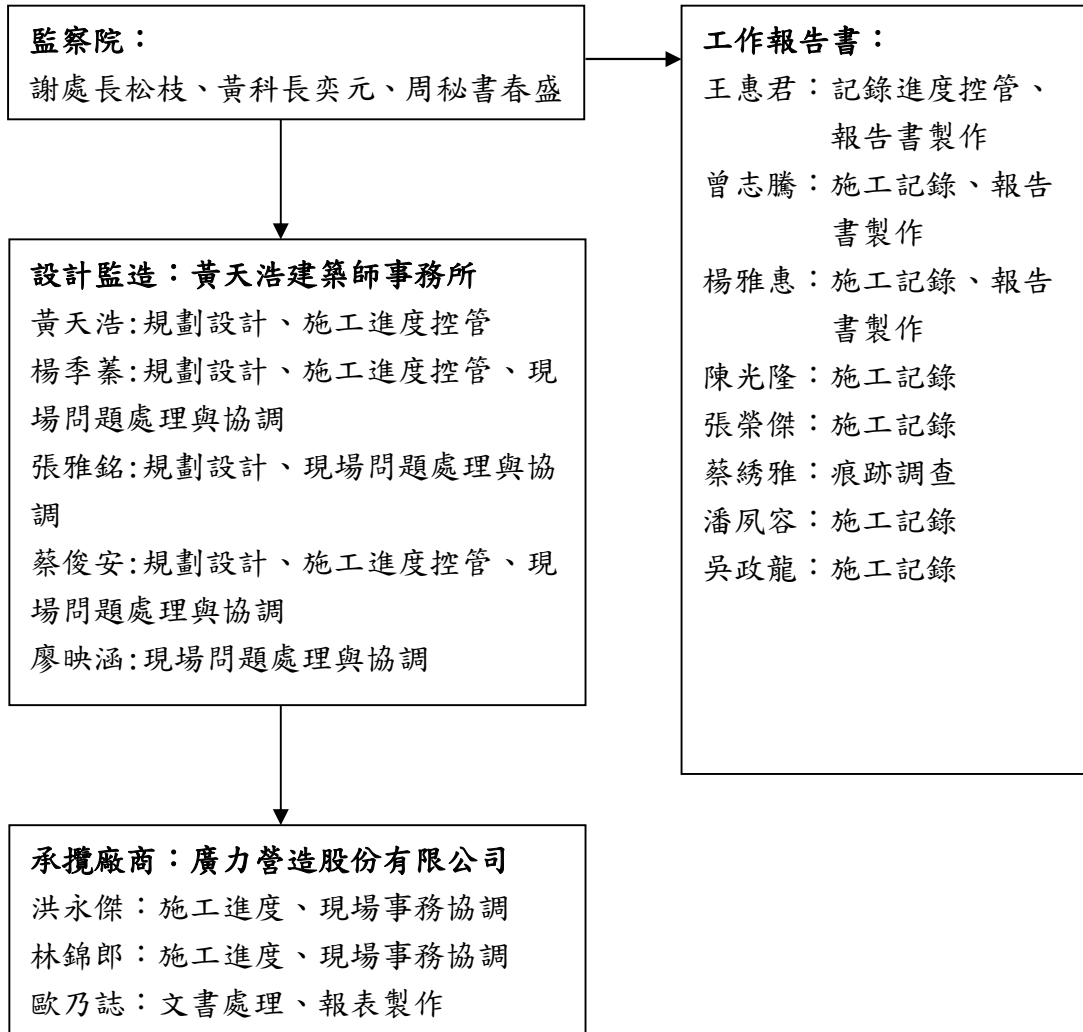 監察院：
謝處長松枝、黃科長奕元、周秘書春盛
設計監造：黃天浩建築師事務所
黃天浩:規劃設計、施工進度控管
楊季蓁:規劃設計、施工進度控管、現
場問題處理與協調
張雅銘:規劃設計、現場問題處理與協
調
蔡俊安:規劃設計、施工進度控管、現
場問題處理與協調
廖映涵:現場問題處理與協調
承攬廠商：廣力營造股份有限公司
洪永傑：施工進度、現場事務協調
林錦郎：施工進度、現場事務協調
歐乃誌：文書處理、報表製作
工作報告書：
王惠君：記錄進度控管、
報告書製作
曾志騰：施工記錄、報告
書製作
楊雅惠：施工記錄、報告
書製作
陳光隆：施工記錄
張榮傑：施工記錄
蔡綉雅：痕跡調查
潘夙容：施工記錄
吳政龍：施工記錄